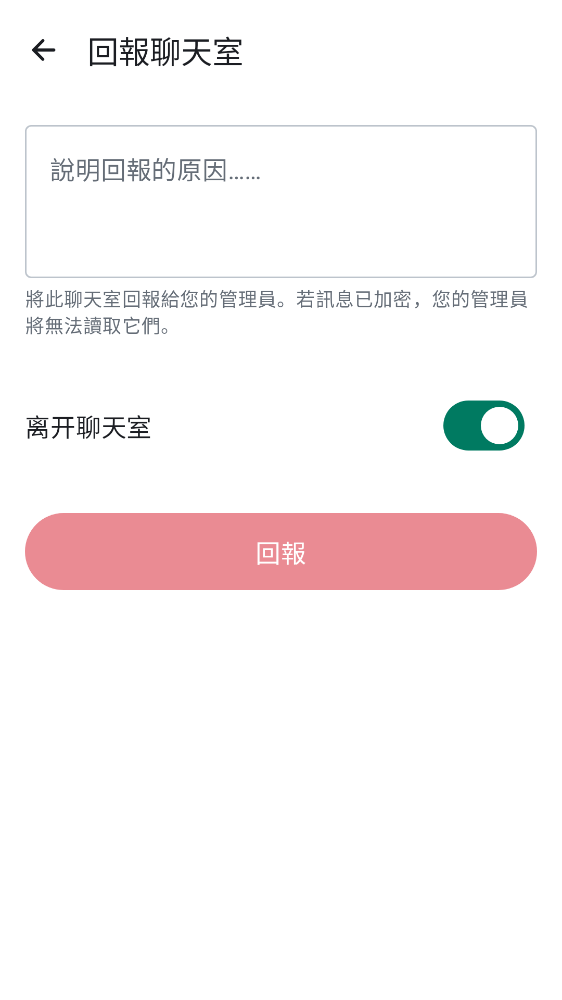 回報聊天室
說明回報的原因……
將此聊天室回報給您的管理員。若訊息已加密，您的管理員
將無法讀取它們。
离开聊天室
回報